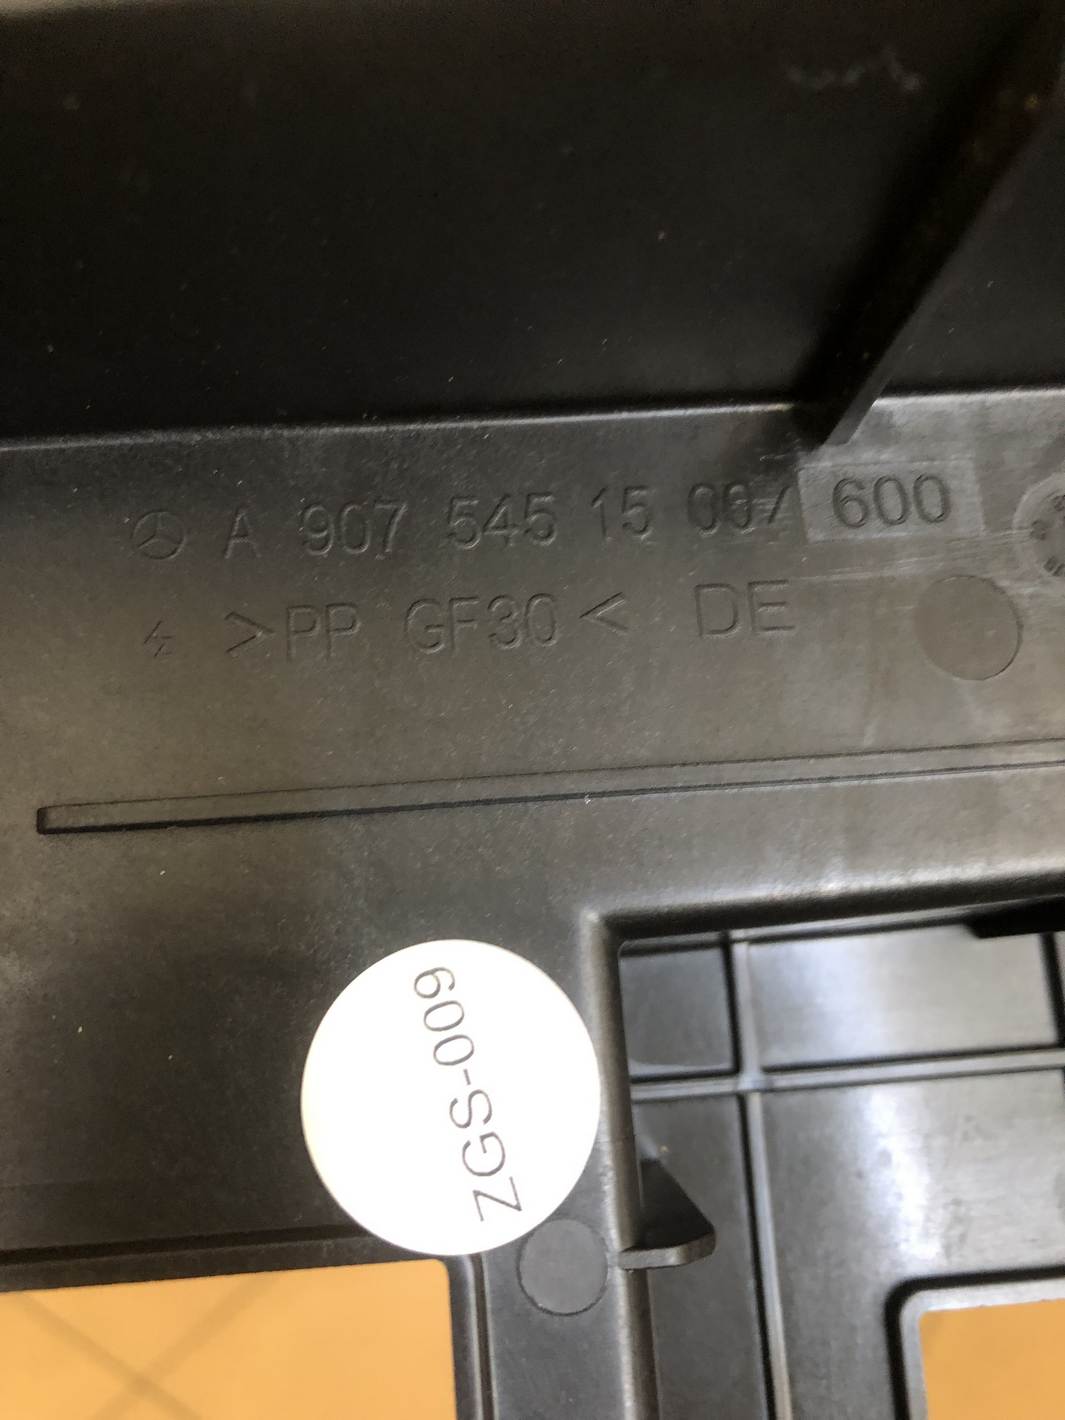 A 907 545 15 00/ 600
>PP GF30< DE
ZGS-009